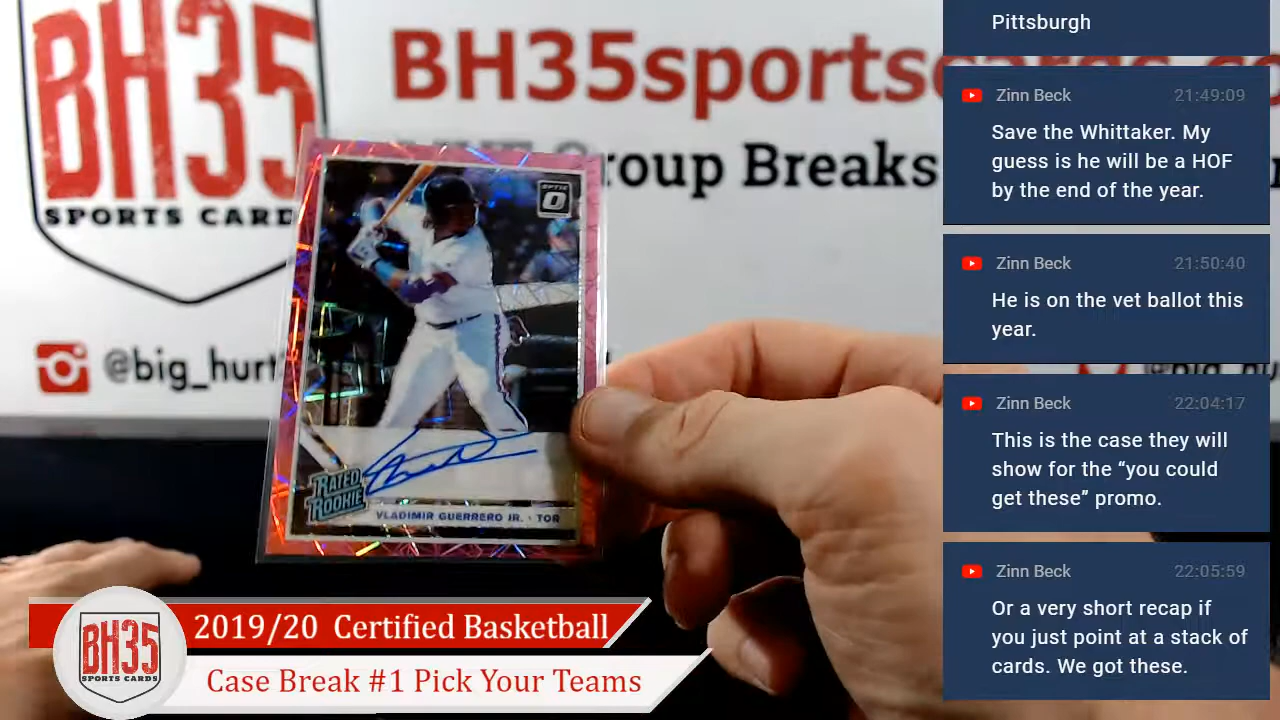 BH35
SPORTS CARD
BH35sports
roup Breaks
@big_hurt
OPTIC
RATED
ROOKIE
VLADIMIR GUERRERO JR. - TOR
BH35
SPORTS CARDS
2019/20 Certified Basketball
Case Break #1 Pick Your Teams
Pittsburgh
Zinn Beck 21:49:09
Save the Whittaker. My
guess is he will be a HOF
by the end of the year.
Zinn Beck 21:50:40
He is on the vet ballot this
year.
Zinn Beck 22:04:17
This is the case they will
show for the “you could
get these” promo.
Zinn Beck 22:05:59
Or a very short recap if
you just point at a stack of
cards. We got these.